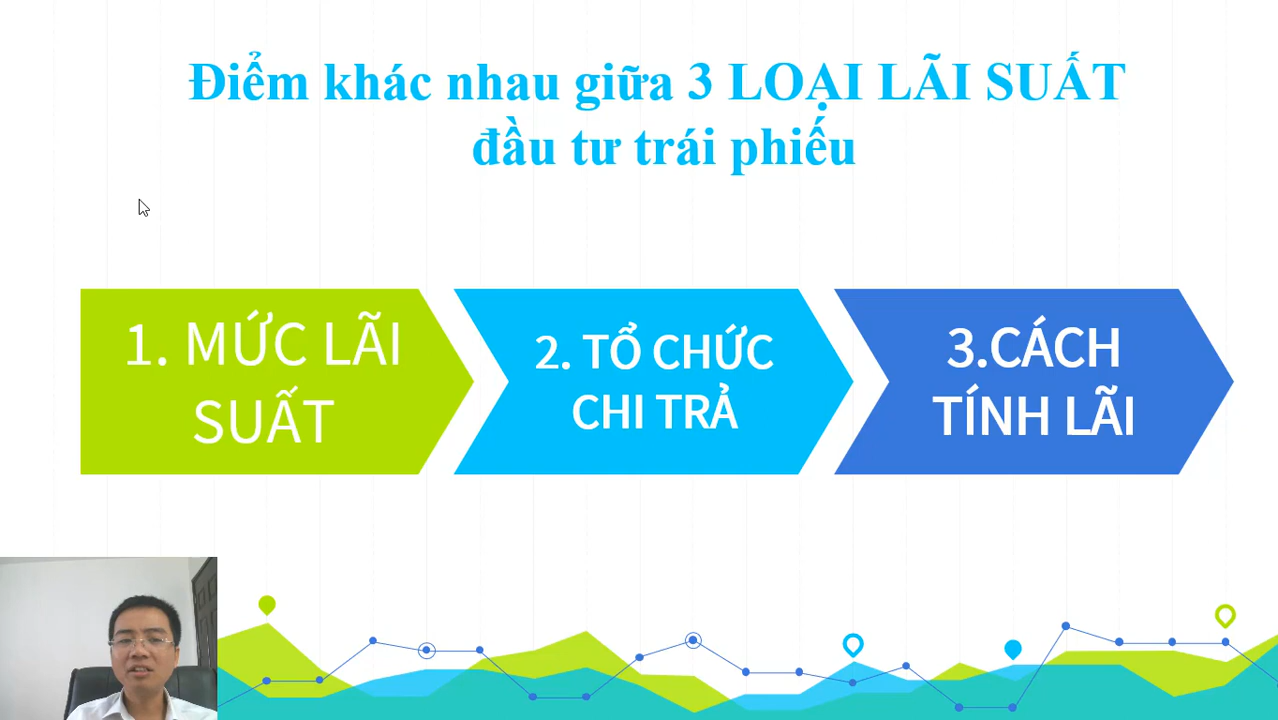 Điểm khác nhau giữa 3 LOẠI LÃI SUẤT
đầu tư trái phiếu
1. MỨC LÃI
SUẤT
2. TỔ CHỨC
CHI TRẢ
3.CÁCH
TÍNH LÃI